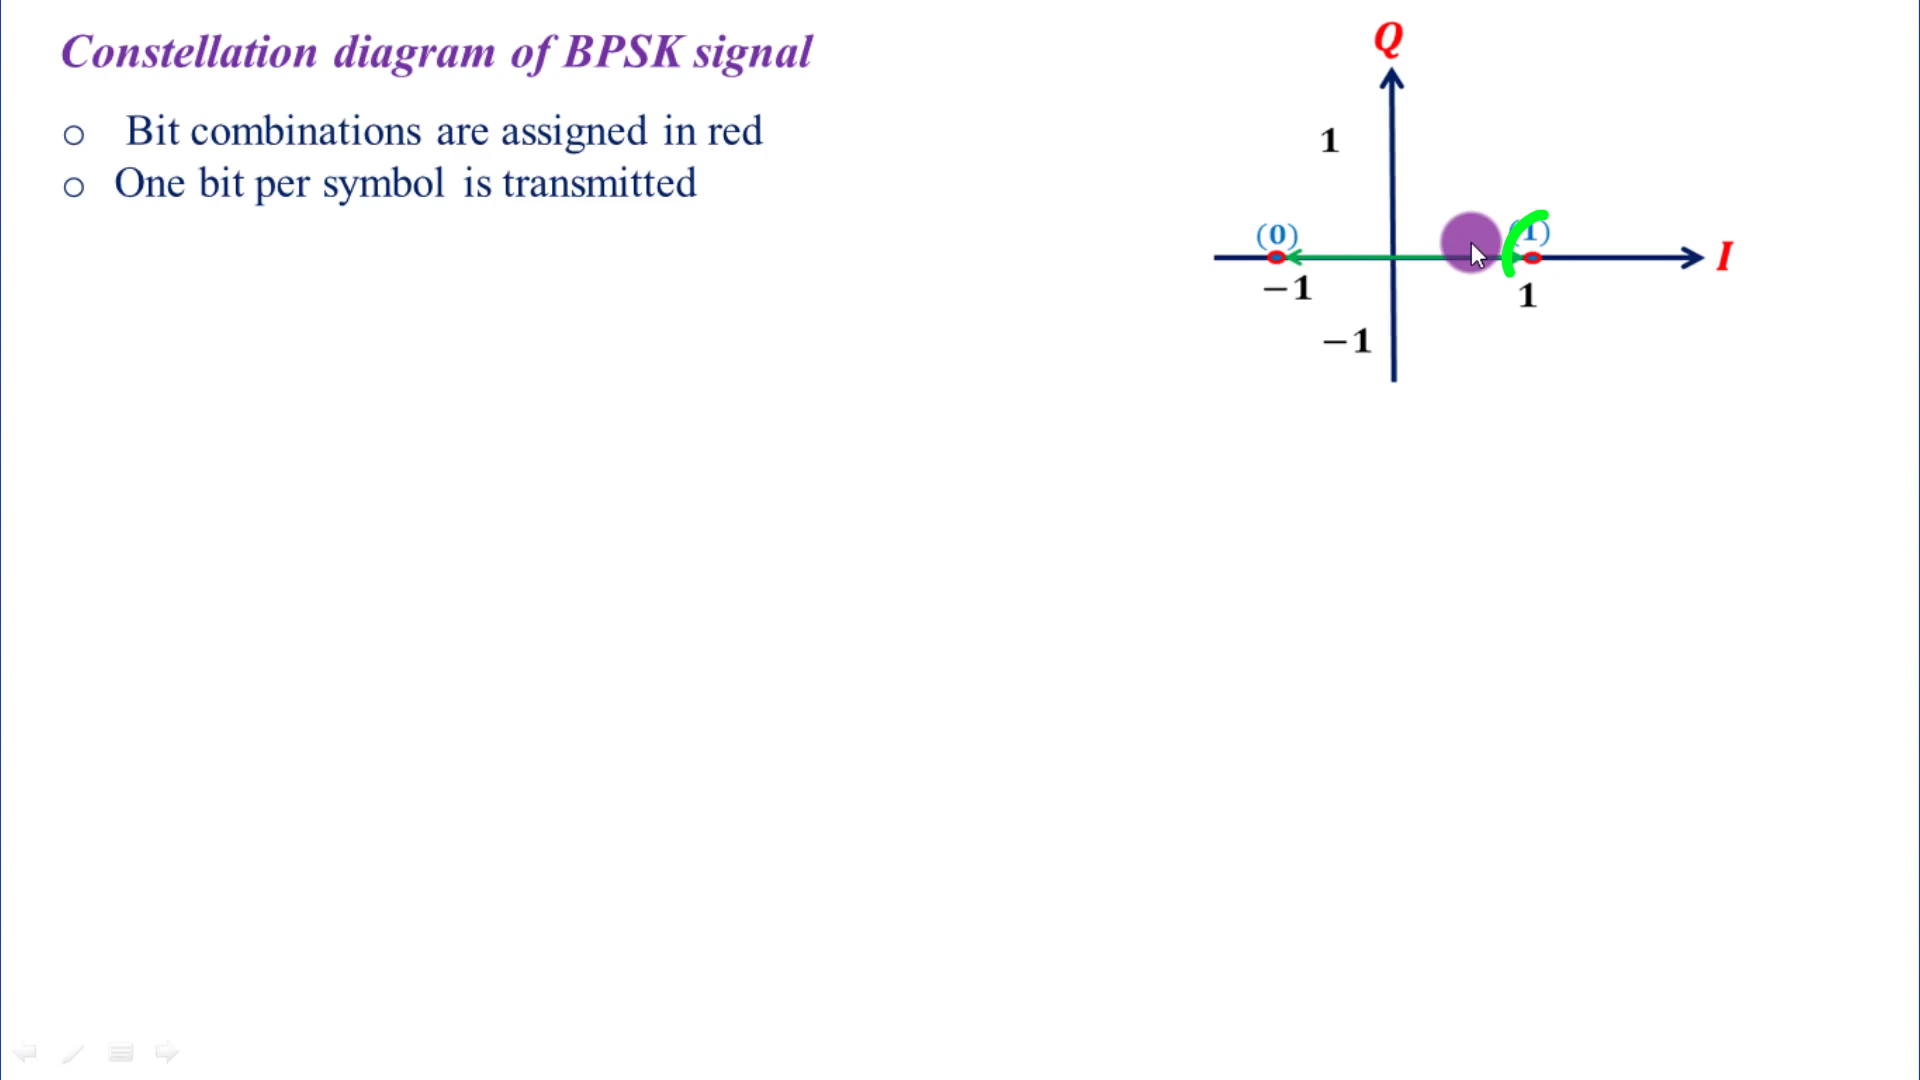 Constellation diagram of BPSK signal
o Bit combinations are assigned in red
o One bit per symbol is transmitted
Q
1
(0)
(1)
I
−1
1
−1